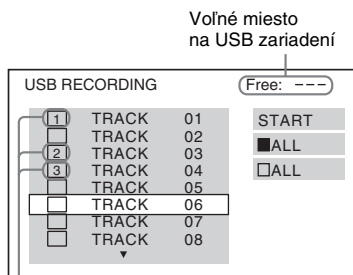 Voľné miesto
na USB zariadení
USB RECORDING Free: ---
1 TRACK 01 START
TRACK 02
2 TRACK 03 ■ALL
3 TRACK 04 □ALL
TRACK 05
TRACK 06
TRACK 07
TRACK 08